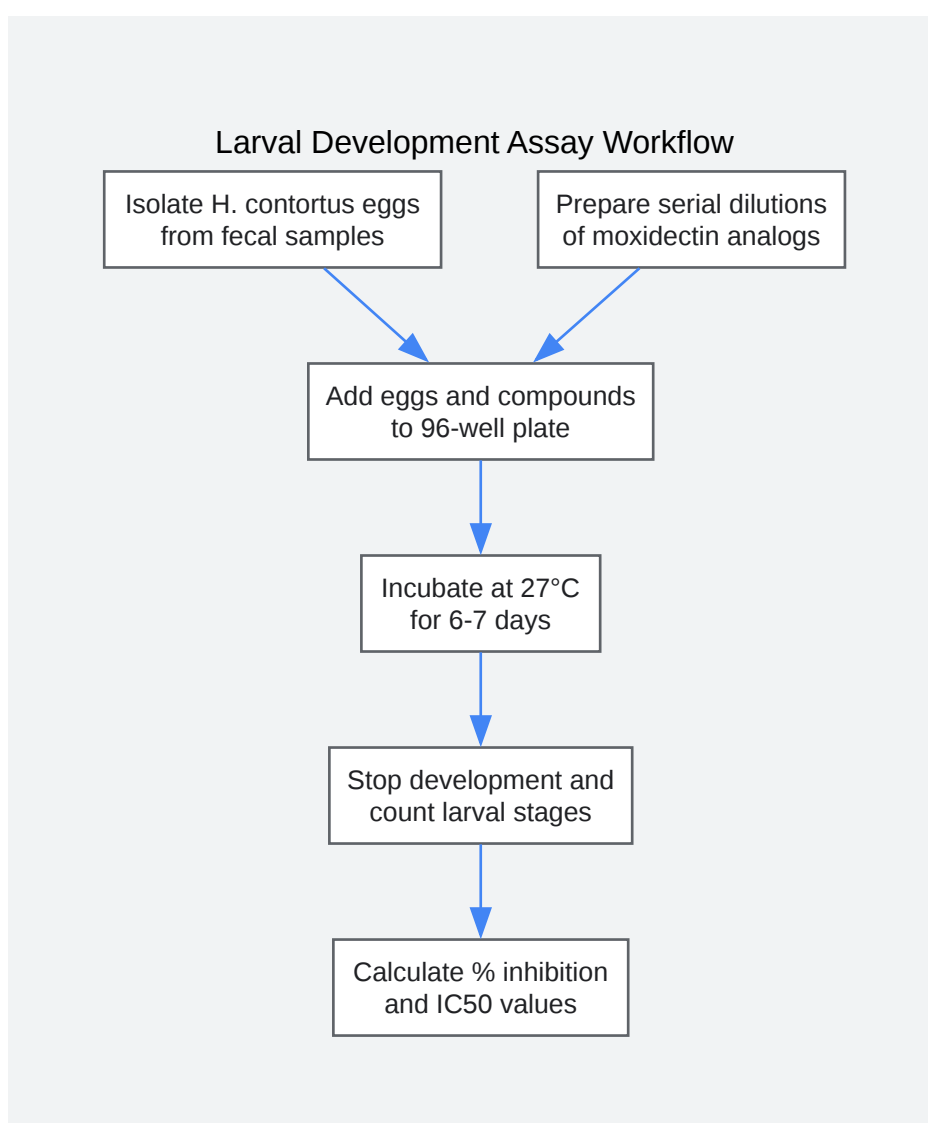 Larval Development Assay Workflow
Isolate H. contortus eggs
from fecal samples
Prepare serial dilutions
of moxidectin analogs
Add eggs and compounds
to 96-well plate
Incubate at 27°C
for 6-7 days
Stop development and
count larval stages
Calculate % inhibition
and IC50 values